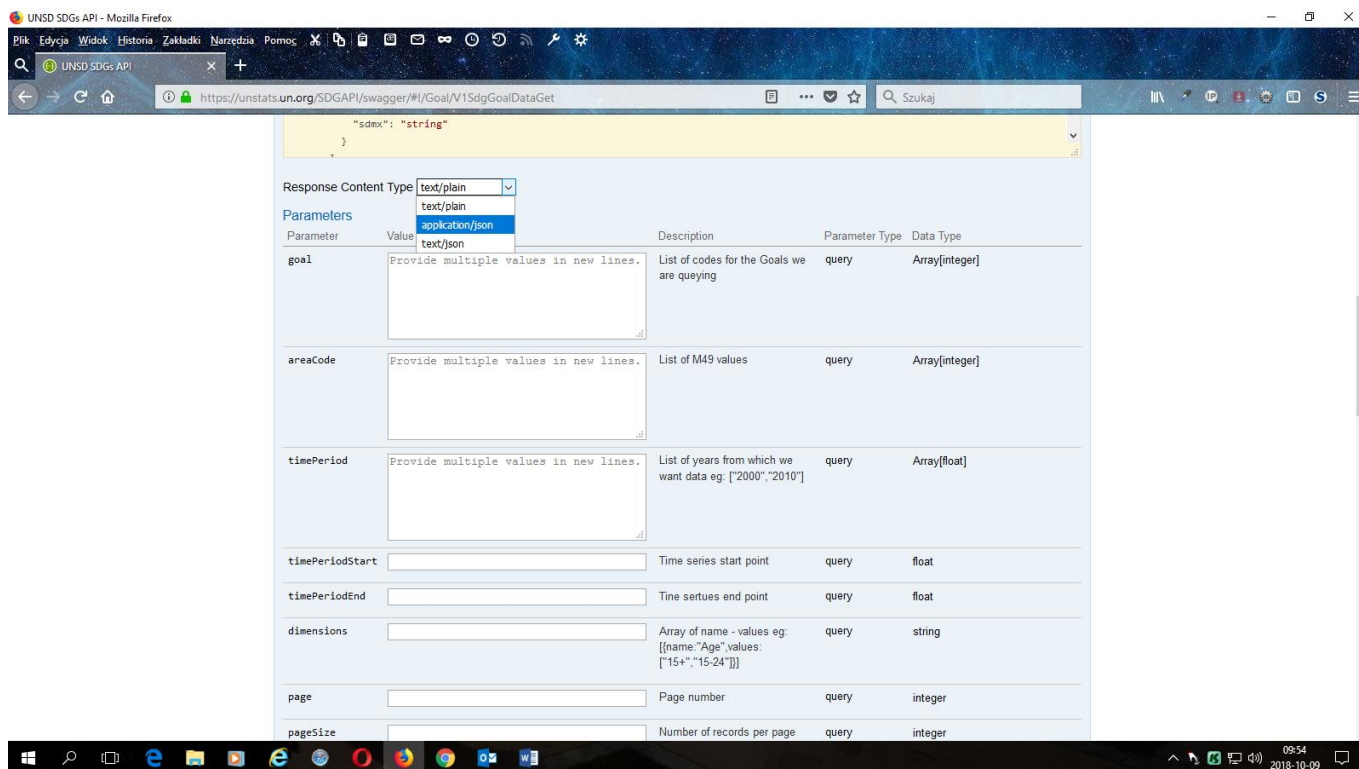 UNSD SDGs API - Mozilla Firefox
Plik Edycja Widok Historia Zakładki Narzędzia Pomoc
UNSD SDGs API
https://unstats.un.org/SDGAPI/swagger/#!/Goal/V1SdgGoalDataGet
Szukaj
"sdmx": "string"
}
Response Content Type text/plain
text/plain
application/json
text/json
Parameters
Parameter Value Description Parameter Type Data Type
goal Provide multiple values in new lines. List of codes for the Goals we query Array[integer]
are queying
areaCode Provide multiple values in new lines. List of M49 values query Array[integer]
timePeriod Provide multiple values in new lines. List of years from which we query Array[float]
want data eg: ["2000","2010"]
timePeriodStart Time series start point query float
timePeriodEnd Tine sertues end point query float
dimensions Array of name - values eg: query string
[{name:"Age",values:
["15+","15-24"]}]
page Page number query integer
pageSize Number of records per page query integer
09:54
2018-10-09